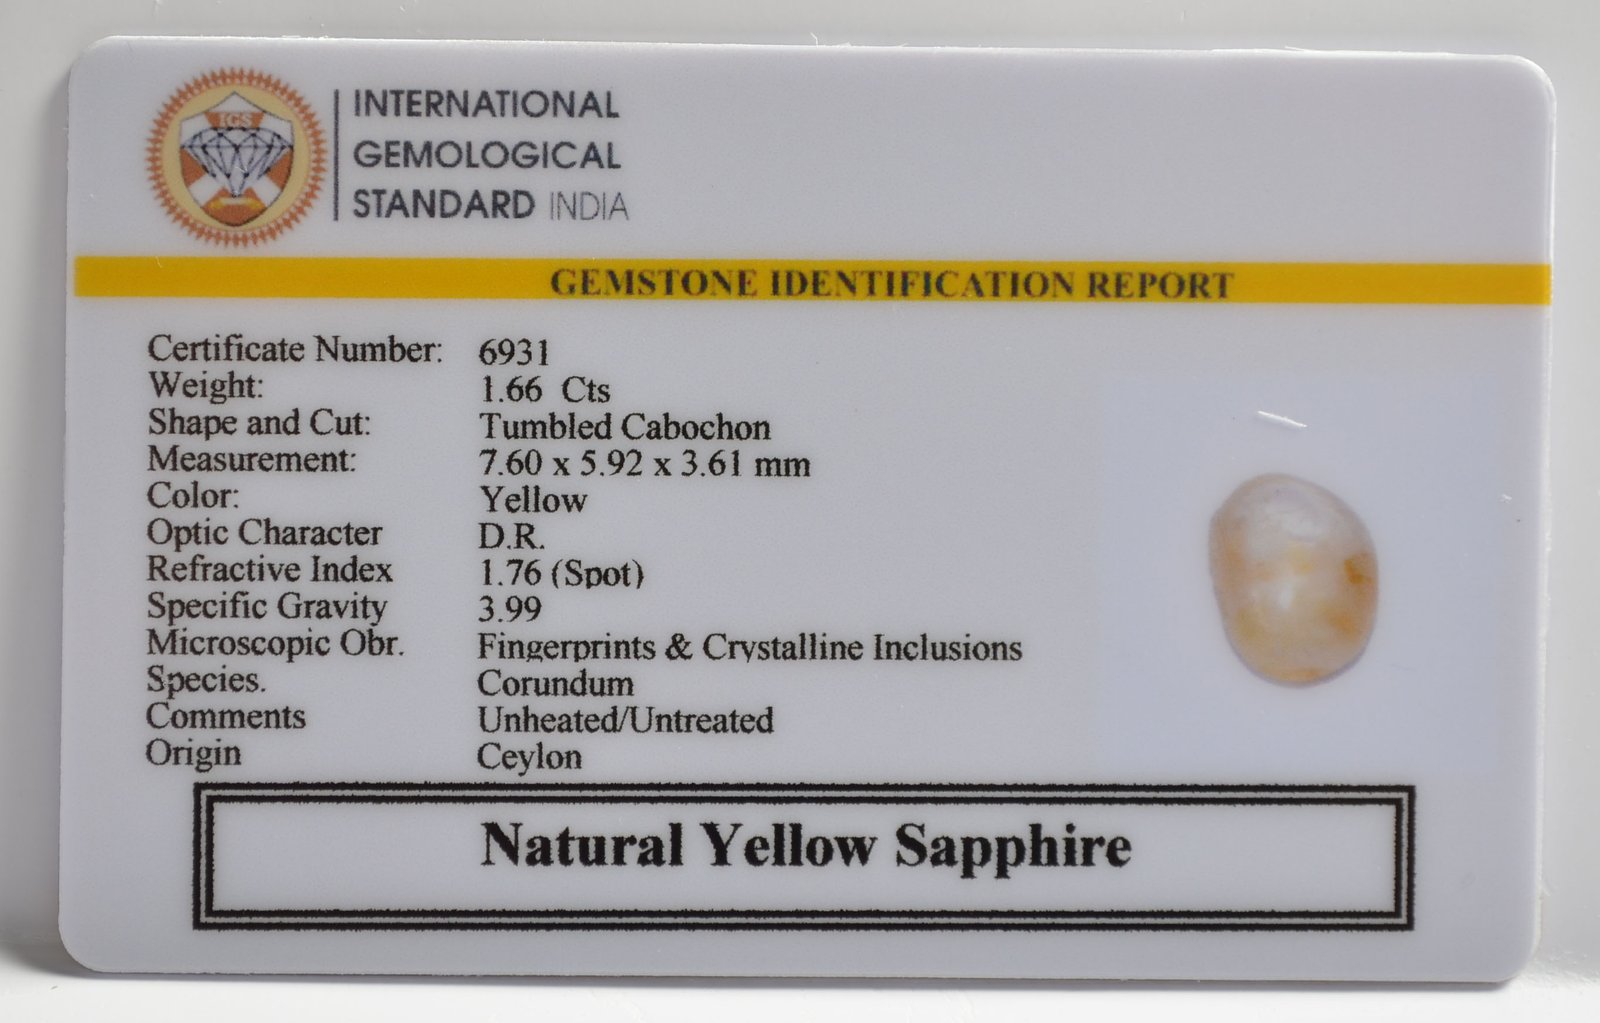 IGS
INTERNATIONAL
GEMOLOGICAL
STANDARD INDIA
GEMSTONE IDENTIFICATION REPORT
Certificate Number: 6931
Weight: 1.66 Cts
Shape and Cut: Tumbled Cabochon
Measurement: 7.60 x 5.92 x 3.61 mm
Color: Yellow
Optic Character D.R.
Refractive Index 1.76 (Spot)
Specific Gravity 3.99
Microscopic Obr. Fingerprints & Crystalline Inclusions
Species. Corundum
Comments Unheated/Untreated
Origin Ceylon
Natural Yellow Sapphire